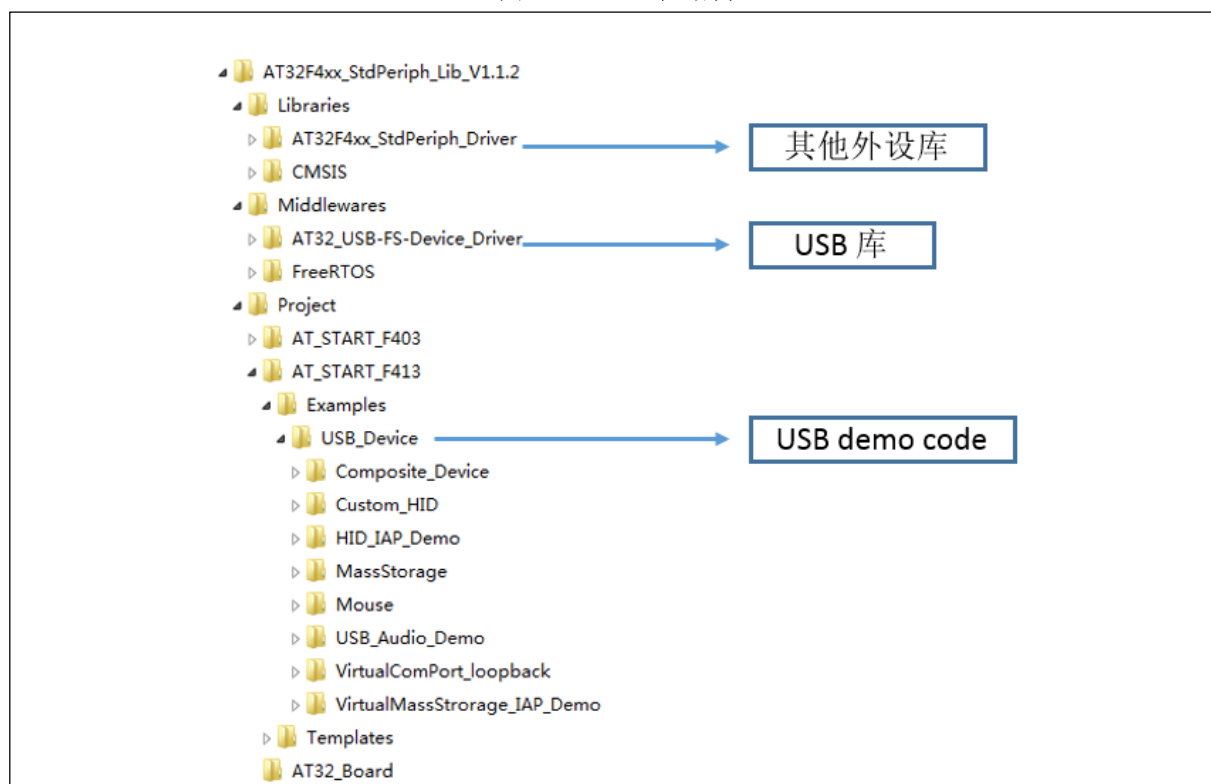 AT32F4xx_StdPeriph_Lib_V1.1.2
Libraries
AT32F4xx_StdPeriph_Driver
其他外设库
CMSIS
Middlewares
AT32_USB-FS-Device_Driver
USB 库
FreeRTOS
Project
AT_START_F403
AT_START_F413
Examples
USB_Device
USB demo code
Composite_Device
Custom_HID
HID_IAP_Demo
MassStorage
Mouse
USB_Audio_Demo
VirtualComPort_loopback
VirtualMassStrorage_IAP_Demo
Templates
AT32_Board